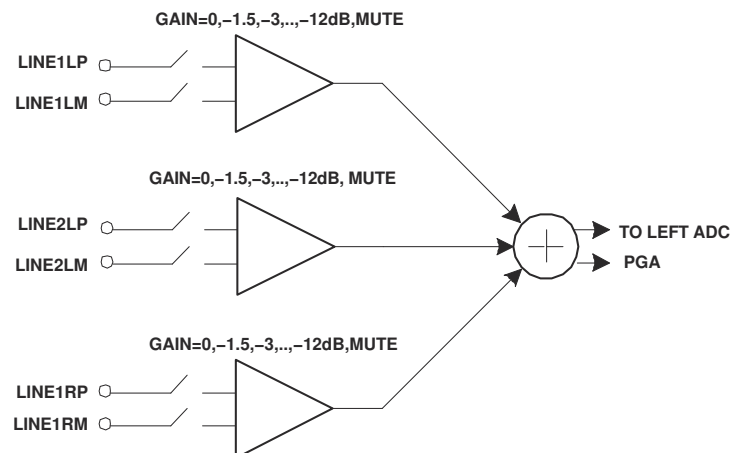 GAIN=0,−1.5,−3,..,−12dB,MUTE
LINE1LP
LINE1LM
GAIN=0,−1.5,−3,..,−12dB, MUTE
LINE2LP
LINE2LM
TO LEFT ADC
PGA
GAIN=0,−1.5,−3,..,−12dB,MUTE
LINE1RP
LINE1RM